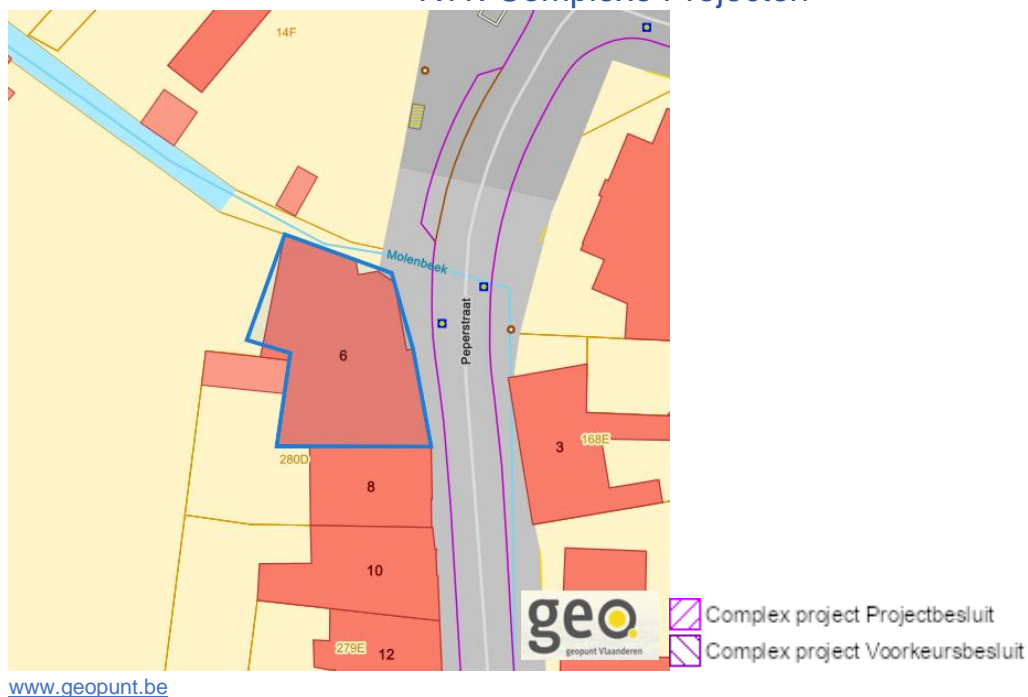 14F
Molenbeek
Peperstraat
6
3
168E
280D
8
10
279E
12
geo.
geopunt Vlaanderen
Complex project Projectbesluit
Complex project Voorkeursbesluit
www.geopunt.be